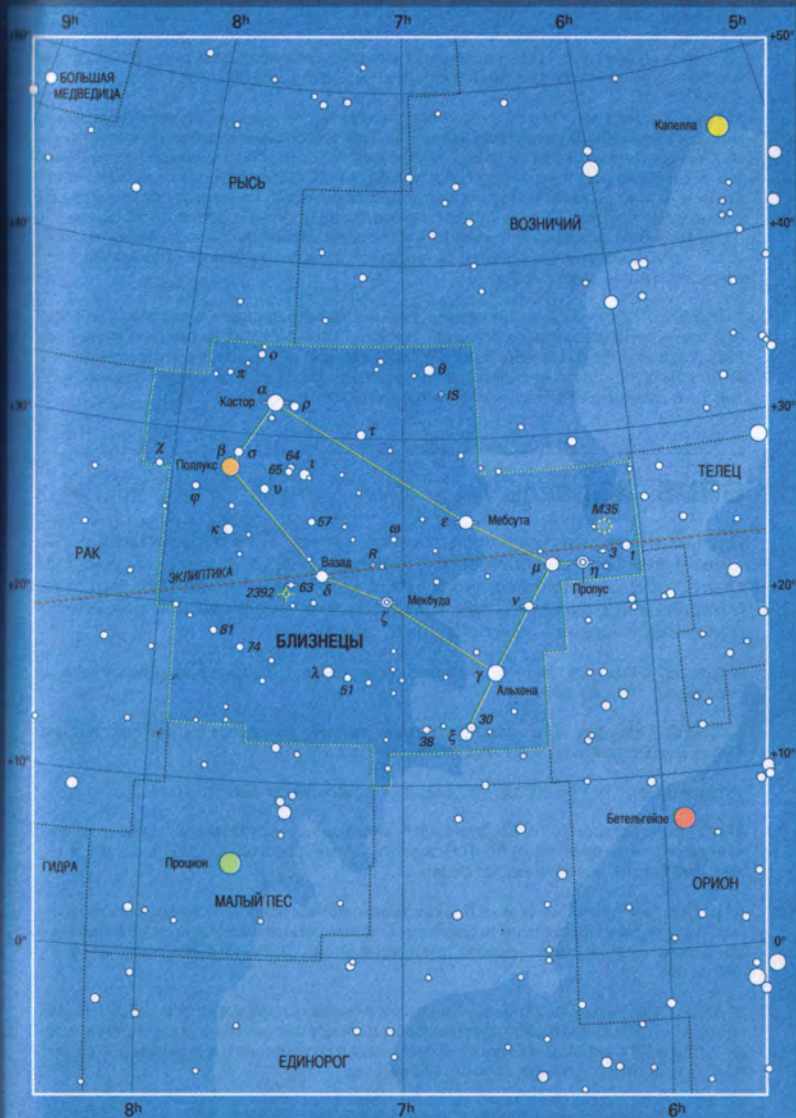 9h 8h 7h 6h 5h
+50° +50°
БОЛЬШАЯ
МЕДВЕДИЦА
Капелла
РЫСЬ
ВОЗНИЧИЙ
+40° +40°
ο
π
θ
α
IS
Кастор
ρ
+30° +30°
τ
χ
β
σ
64
Поллукс
65
ι
ТЕЛЕЦ
φ
υ
M35
κ
57
ω
ε
Мебсута
РАК
R
3
1
Вазад
μ
η
ЭКЛИПТИКА
63
Пропус
+20° +20°
2392
δ
Мекбуда
ν
ζ
81
БЛИЗНЕЦЫ
74
λ
51
γ
Альхена
30
38
ξ
+10° +10°
Бетельгейзе
ГИДРА
Процион
ОРИОН
МАЛЫЙ ПЕС
0° 0°
ЕДИНОРОГ
8h 7h 6h